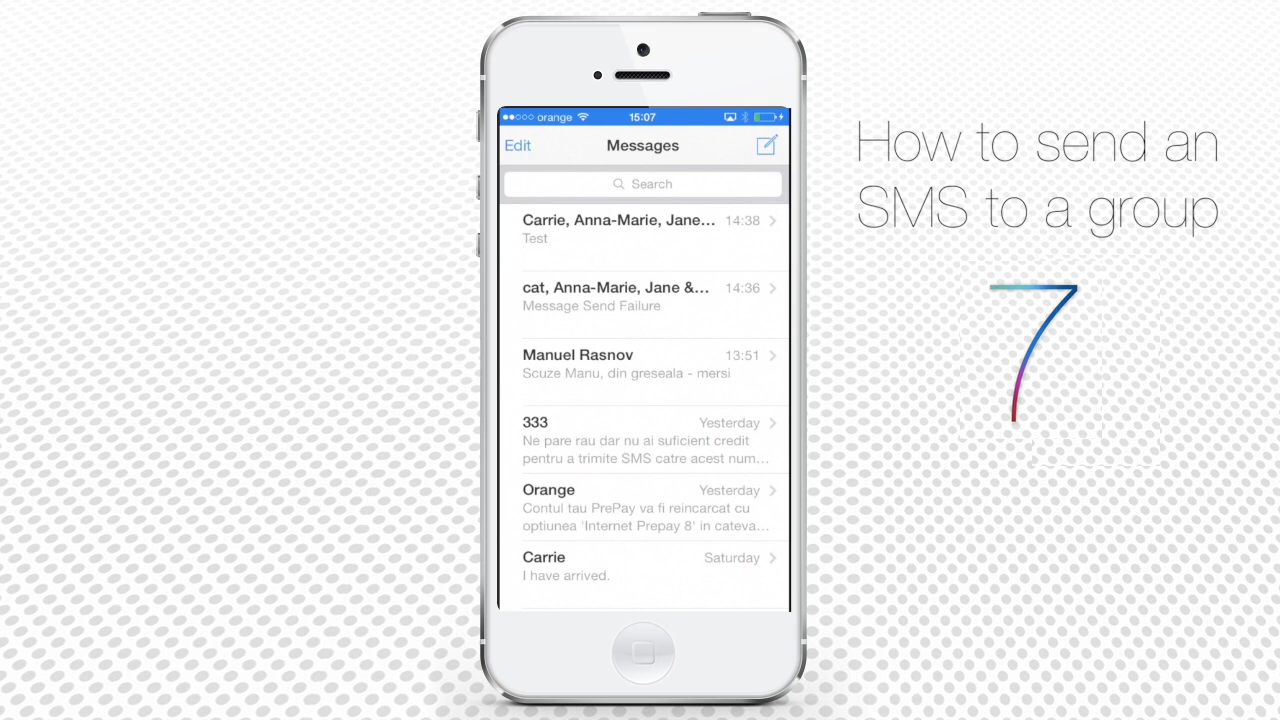 orange 15:07
Edit Messages
Search
Carrie, Anna-Marie, Jane... 14:38
Test
cat, Anna-Marie, Jane &... 14:36
Message Send Failure
Manuel Rasnov 13:51
Scuze Manu, din greseala - mersi
333 Yesterday
Ne pare rau dar nu ai suficient credit
pentru a trimite SMS catre acest num...
Orange Yesterday
Contul tau PrePay va fi reincarcat cu
optiunea 'Internet Prepay 8' in cateva...
Carrie Saturday
I have arrived.
How to send an
SMS to a group
7